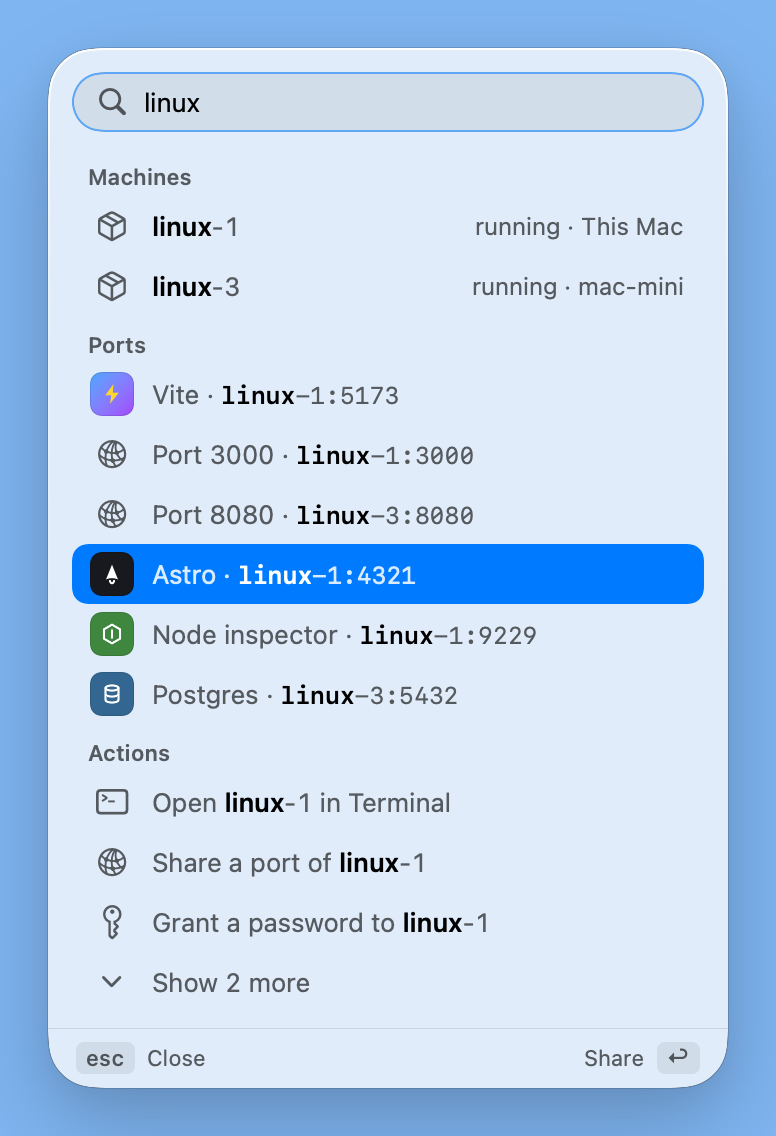 linux
Machines
linux-1 running · This Mac
linux-3 running · mac-mini
Ports
Vite · linux-1:5173
Port 3000 · linux-1:3000
Port 8080 · linux-3:8080
Astro · linux-1:4321
Node inspector · linux-1:9229
Postgres · linux-3:5432
Actions
Open linux-1 in Terminal
Share a port of linux-1
Grant a password to linux-1
Show 2 more
esc Close Share